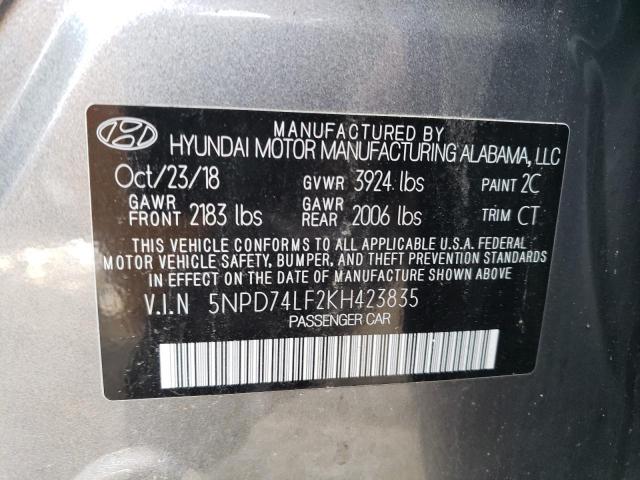 MANUFACTURED BY
HYUNDAI MOTOR MANUFACTURING ALABAMA, LLC
Oct/23/18 GVWR 3924 lbs PAINT 2C
GAWR FRONT 2183 lbs GAWR REAR 2006 lbs TRIM CT
THIS VEHICLE CONFORMS TO ALL APPLICABLE U.S.A. FEDERAL
MOTOR VEHICLE SAFETY, BUMPER, AND THEFT PREVENTION STANDARDS
IN EFFECT ON THE DATE OF MANUFACTURE SHOWN ABOVE.
V.I.N 5NPD74LF2KH423835
PASSENGER CAR